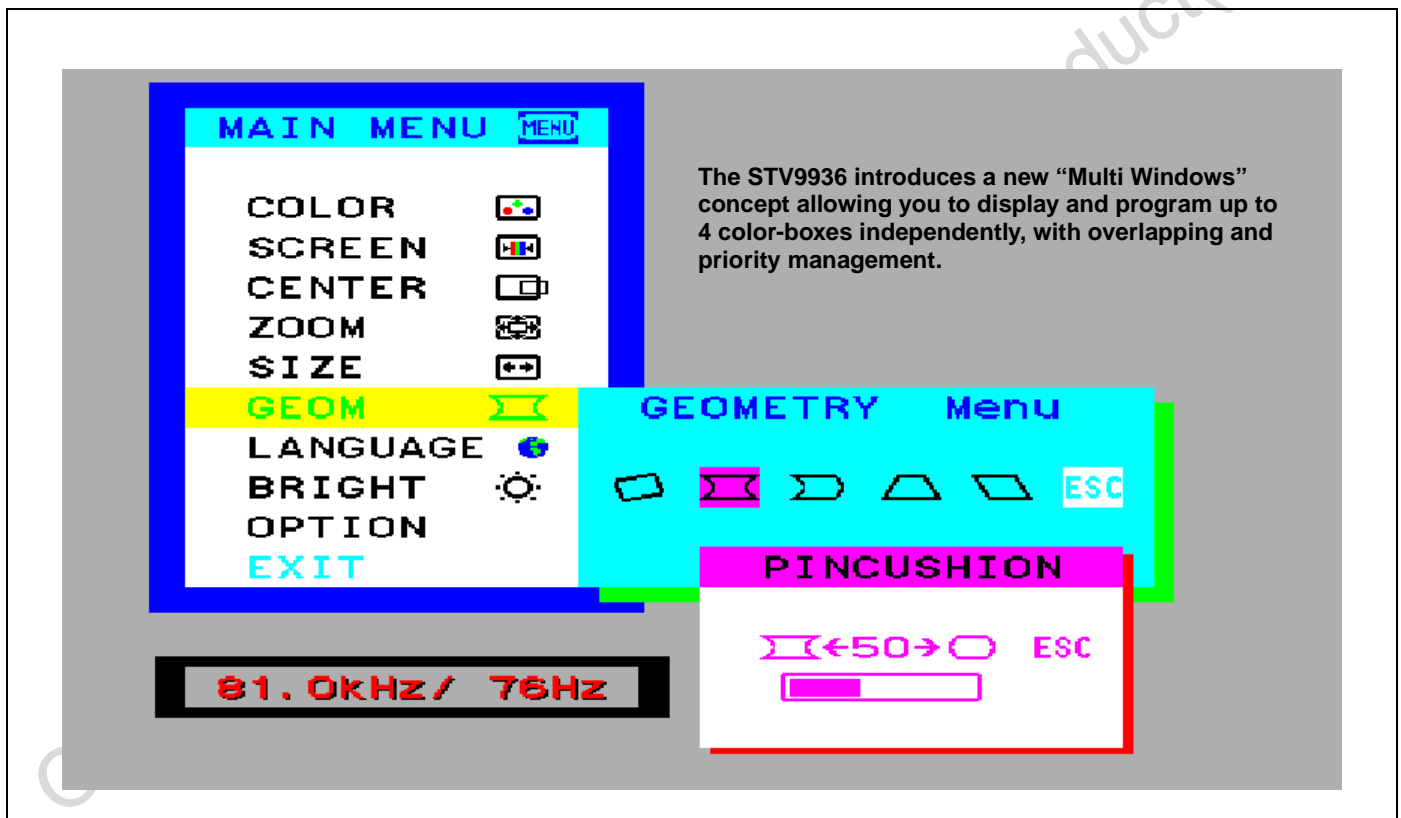 MAIN MENU MENU
COLOR
SCREEN
CENTER
ZOOM
SIZE
GEOM
LANGUAGE
BRIGHT
OPTION
EXIT
The STV9936 introduces a new “Multi Windows”
concept allowing you to display and program up to
4 color-boxes independently, with overlapping and
priority management.
GEOMETRY Menu
ESC
PINCUSHION
50 ESC
81.0kHz/ 76Hz